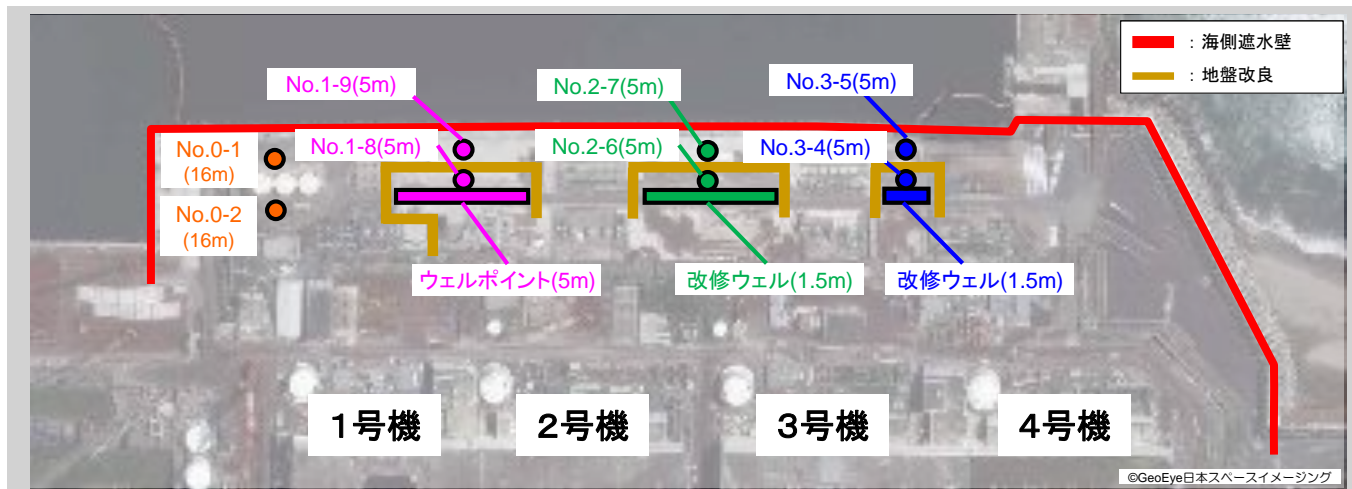 ：海側遮水壁
：地盤改良
No.1-9(5m)
No.2-7(5m)
No.3-5(5m)
No.0-1
(16m)
No.1-8(5m)
No.2-6(5m)
No.3-4(5m)
No.0-2
(16m)
ウェルポイント(5m)
改修ウェル(1.5m)
改修ウェル(1.5m)
1号機
2号機
3号機
4号機
©GeoEye日本スペースイメージング